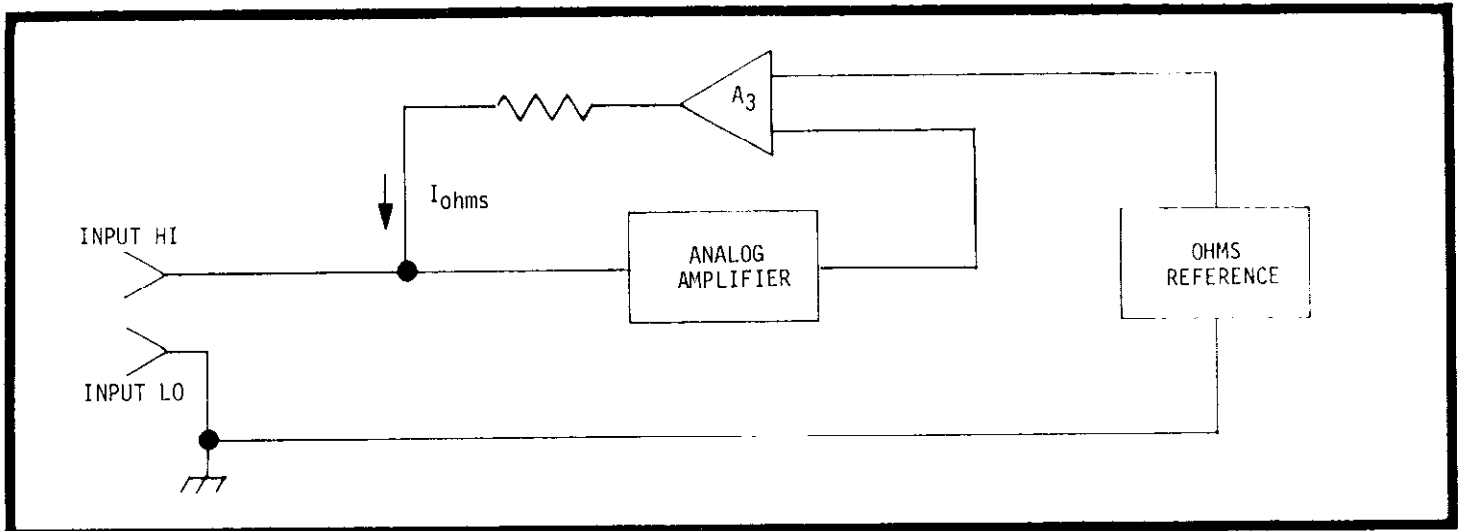 A3
Iohms
INPUT HI
ANALOG
AMPLIFIER
OHMS
REFERENCE
INPUT LO